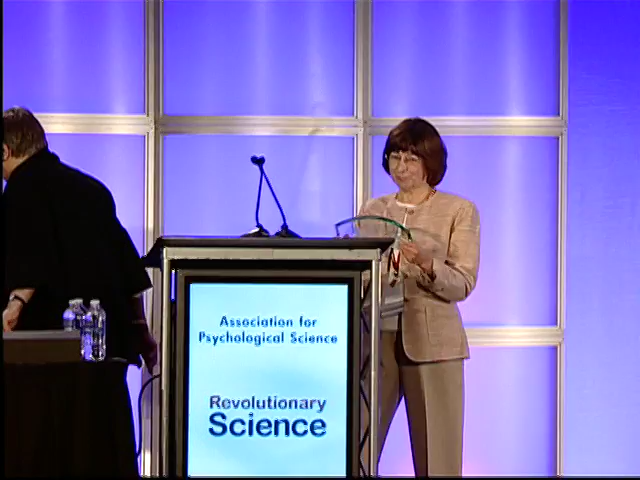 Association for
Psychological Science
Revolutionary
Science